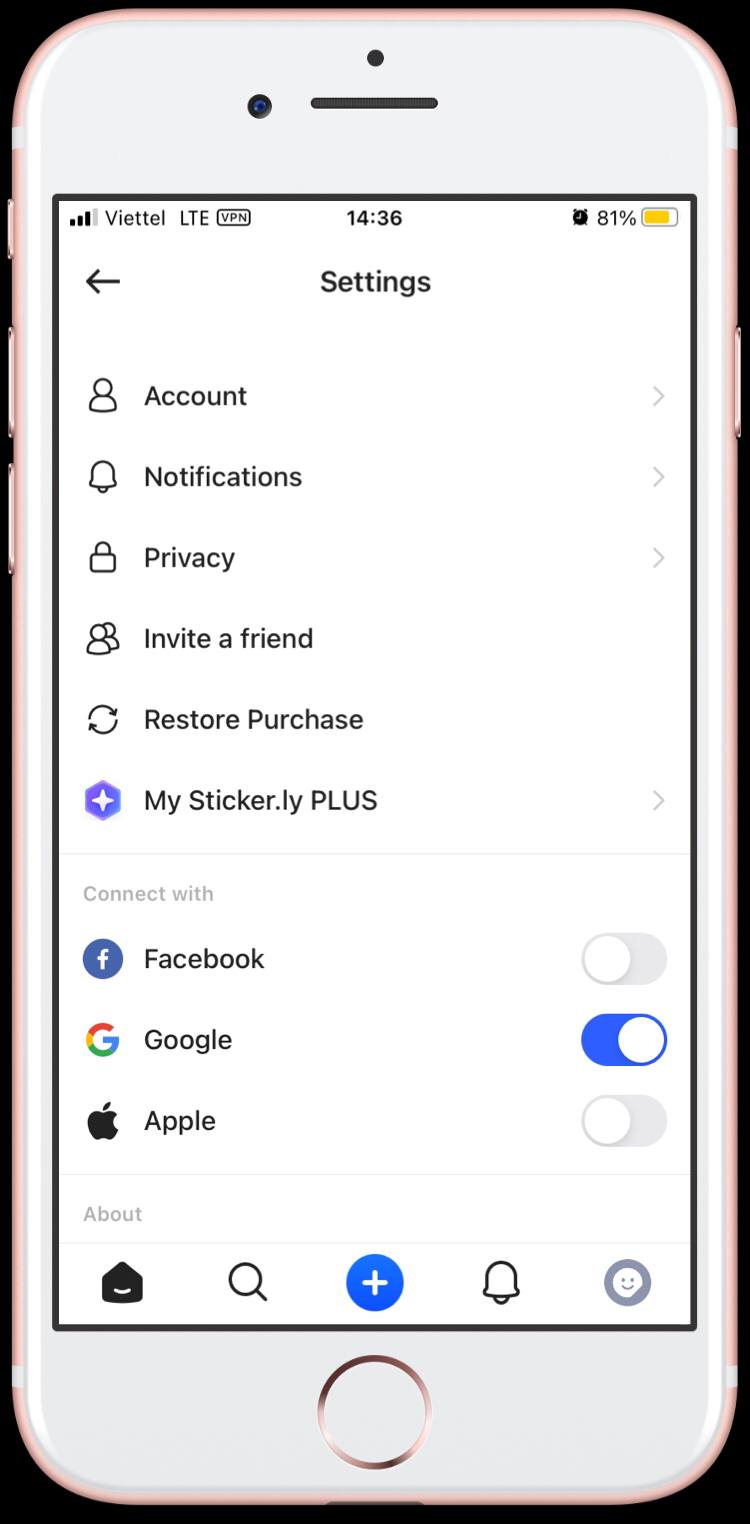 Viettel LTE VPN 14:36 81%
Settings
Account
Notifications
Privacy
Invite a friend
Restore Purchase
My Sticker.ly PLUS
Connect with
Facebook
Google
Apple
About